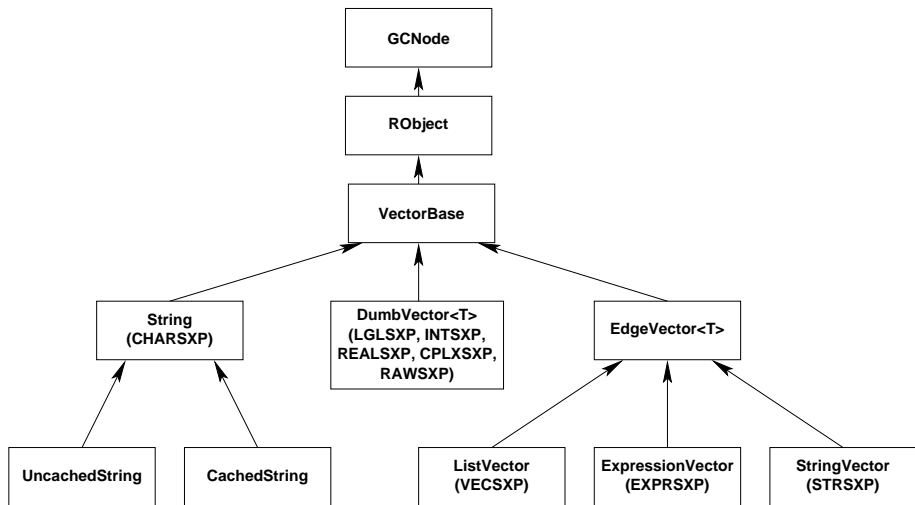 GCNode
RObject
VectorBase
String
(CHARSXP)
DumbVector<T>
(LGLSXP, INTSXP,
REALSXP, CPLXSXP,
RAWSXP)
EdgeVector<T>
UncachedString
CachedString
ListVector
(VECSXP)
ExpressionVector
(EXPRSXP)
StringVector
(STRSXP)